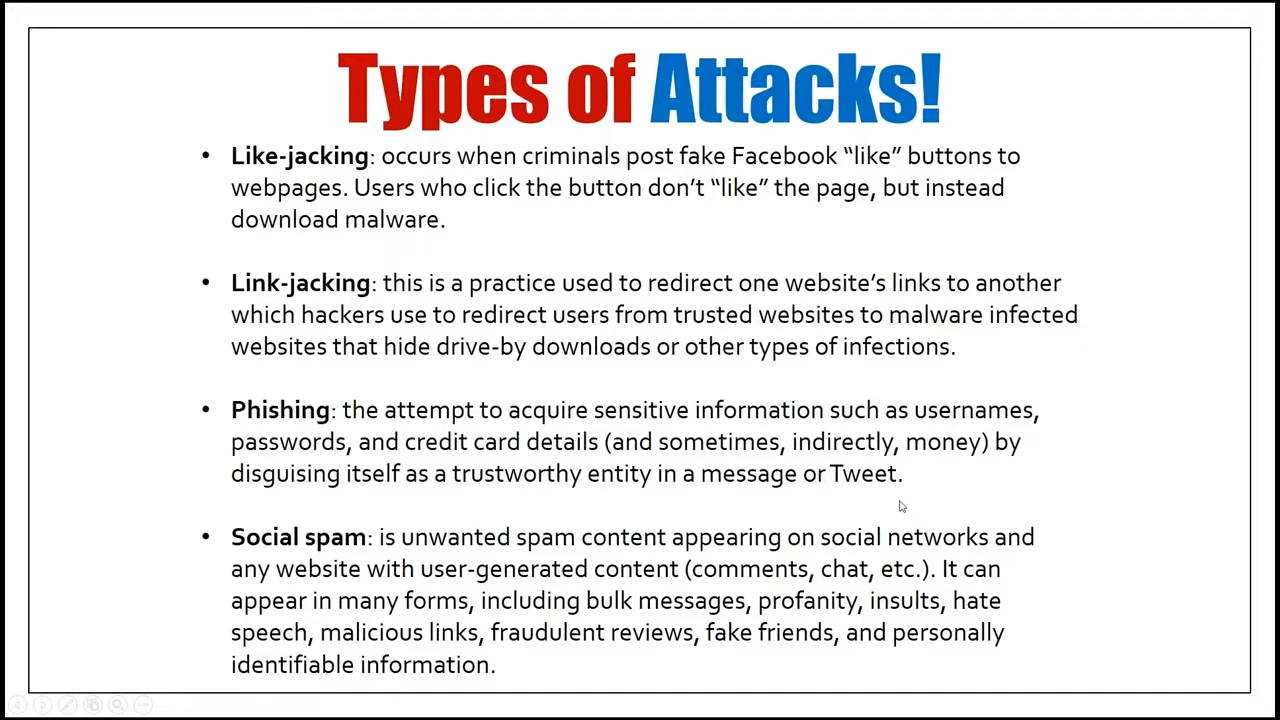 Types of Attacks!
• Like-jacking: occurs when criminals post fake Facebook “like” buttons to
webpages. Users who click the button don’t “like” the page, but instead
download malware.
• Link-jacking: this is a practice used to redirect one website’s links to another
which hackers use to redirect users from trusted websites to malware infected
websites that hide drive-by downloads or other types of infections.
• Phishing: the attempt to acquire sensitive information such as usernames,
passwords, and credit card details (and sometimes, indirectly, money) by
disguising itself as a trustworthy entity in a message or Tweet.
• Social spam: is unwanted spam content appearing on social networks and
any website with user-generated content (comments, chat, etc.). It can
appear in many forms, including bulk messages, profanity, insults, hate
speech, malicious links, fraudulent reviews, fake friends, and personally
identifiable information.